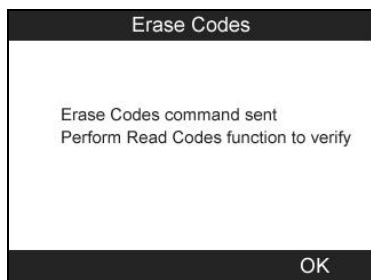 Erase Codes
Erase Codes command sent
Perform Read Codes function to verify
OK